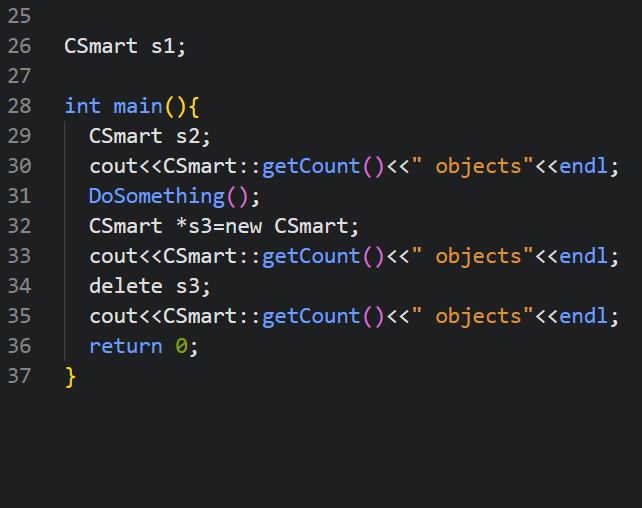 25
26 CSmart s1;
27
28 int main(){
29 CSmart s2;
30 cout<<CSmart::getCount()<<" objects"<<endl;
31 DoSomething();
32 CSmart *s3=new CSmart;
33 cout<<CSmart::getCount()<<" objects"<<endl;
34 delete s3;
35 cout<<CSmart::getCount()<<" objects"<<endl;
36 return 0;
37 }